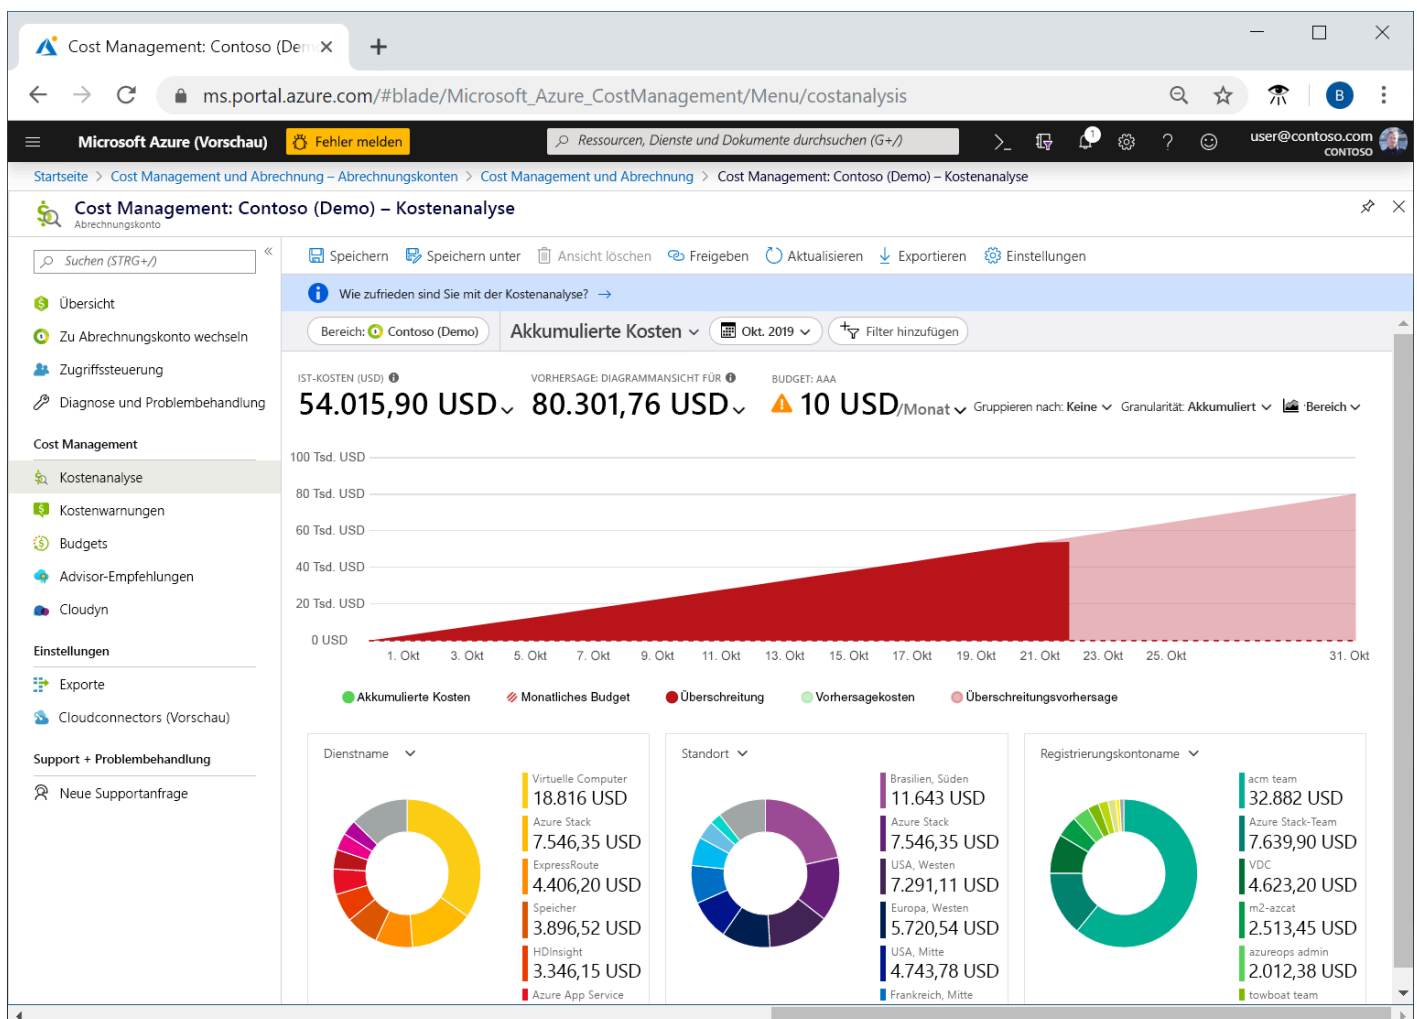 Cost Management: Contoso (Dem
ms.portal.azure.com/#blade/Microsoft_Azure_CostManagement/Menu/costanalysis
B
Microsoft Azure (Vorschau)
Fehler melden
Ressourcen, Dienste und Dokumente durchsuchen (G+/)
1
user@contoso.com
CONTOSO
Startseite > Cost Management und Abrechnung – Abrechnungskonten > Cost Management und Abrechnung > Cost Management: Contoso (Demo) – Kostenanalyse
Cost Management: Contoso (Demo) – Kostenanalyse
Abrechnungskonto
Suchen (STRG+/)
Übersicht
Zu Abrechnungskonto wechseln
Zugriffssteuerung
Diagnose und Problembehandlung
Cost Management
Kostenanalyse
Kostenwarnungen
Budgets
Advisor-Empfehlungen
Cloudyn
Einstellungen
Exporte
Cloudconnectors (Vorschau)
Support + Problembehandlung
Neue Supportanfrage
Speichern Speichern unter Ansicht löschen Freigeben Aktualisieren Exportieren Einstellungen
Wie zufrieden sind Sie mit der Kostenanalyse? →
Bereich: Contoso (Demo) Akkumulierte Kosten Okt. 2019 Filter hinzufügen
IST-KOSTEN (USD)
54.015,90 USD
VORHERSAGE: DIAGRAMMANSICHT FÜR
80.301,76 USD
BUDGET: AAA
10 USD/Monat
Gruppieren nach: Keine Granularität: Akkumuliert Bereich
100 Tsd. USD
80 Tsd. USD
60 Tsd. USD
40 Tsd. USD
20 Tsd. USD
0 USD
1. Okt 3. Okt 5. Okt 7. Okt 9. Okt 11. Okt 13. Okt 15. Okt 17. Okt 19. Okt 21. Okt 23. Okt 25. Okt 31. Okt
Akkumulierte Kosten Monatliches Budget Überschreitung Vorhersagekosten Überschreitungsvorhersage
Dienstname
Virtuelle Computer
18.816 USD
Azure Stack
7.546,35 USD
ExpressRoute
4.406,20 USD
Speicher
3.896,52 USD
HDInsight
3.346,15 USD
Azure App Service
Standort
Brasilien, Süden
11.643 USD
Azure Stack
7.546,35 USD
USA, Westen
7.291,11 USD
Europa, Westen
5.720,54 USD
USA, Mitte
4.743,78 USD
Frankreich, Mitte
Registrierungskontoname
acm team
32.882 USD
Azure Stack-Team
7.639,90 USD
VDC
4.623,20 USD
m2-azcat
2.513,45 USD
azureops admin
2.012,38 USD
towboat team